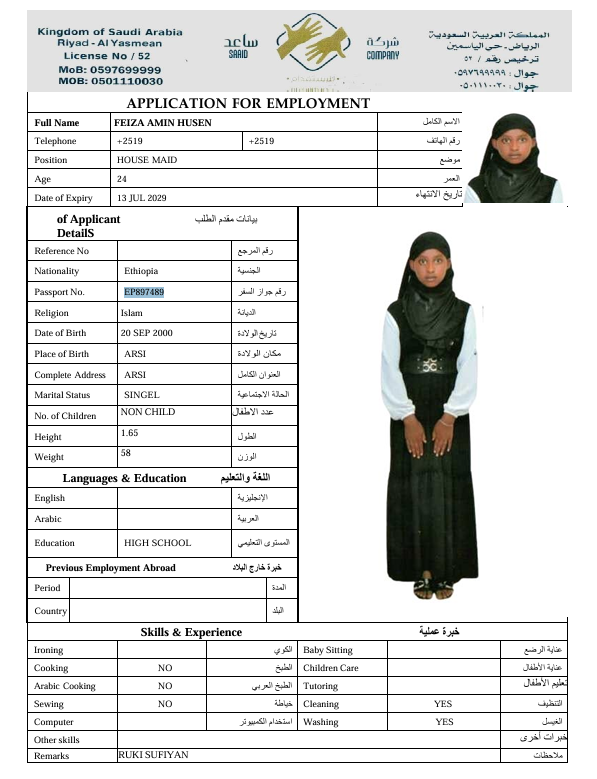 Kingdom of Saudi Arabia
Riyad - Al Yasmean
License No / 52
MoB: 0597699999
MOB: 0501110030
ساعد
SAAID
شركة
COMPANY
المملكة العربية السعودية
الرياض . حي الياسمين
ترخيص رقم / ٥٢
جوال : ٠٥٩٧٦٩٩٩٩٩
جوال : ٠٥٠١١١٠٠٣٠
APPLICATION FOR EMPLOYMENT
Full Name FEIZA AMIN HUSEN الاسم الكامل
Telephone +2519 +2519 رقم الهاتف
Position HOUSE MAID موضع
Age 24 العمر
Date of Expiry 13 JUL 2029 تاريخ الانتهاء
of Applicant بيانات مقدم الطلب
DetailS
Reference No رقم المرجع
Nationality Ethiopia الجنسية
Passport No. EP897489 رقم جواز السفر
Religion Islam الديانة
Date of Birth 20 SEP 2000 تاريخ الولادة
Place of Birth ARSI مكان الولادة
Complete Address ARSI العنوان الكامل
Marital Status SINGEL الحالة الاجتماعية
No. of Children NON CHILD عدد الاطفال
Height 1.65 الطول
Weight 58 الوزن
Languages & Education اللغة والتعليم
English الإنجليزية
Arabic العربية
Education HIGH SCHOOL المستوى التعليمي
Previous Employment Abroad خبرة خارج البلاد
Period المدة
Country البلد
Skills & Experience خبرة عملية
Ironing الكوي Baby Sitting عناية الرضع
Cooking NO الطبخ Children Care عناية الأطفال
Arabic Cooking NO الطبخ العربي Tutoring تعليم الأطفال
Sewing NO خياطة Cleaning YES التنظيف
Computer استخدام الكمبيوتر Washing YES الغسيل
Other skills خبرات أخرى
Remarks RUKI SUFIYAN ملاحظات